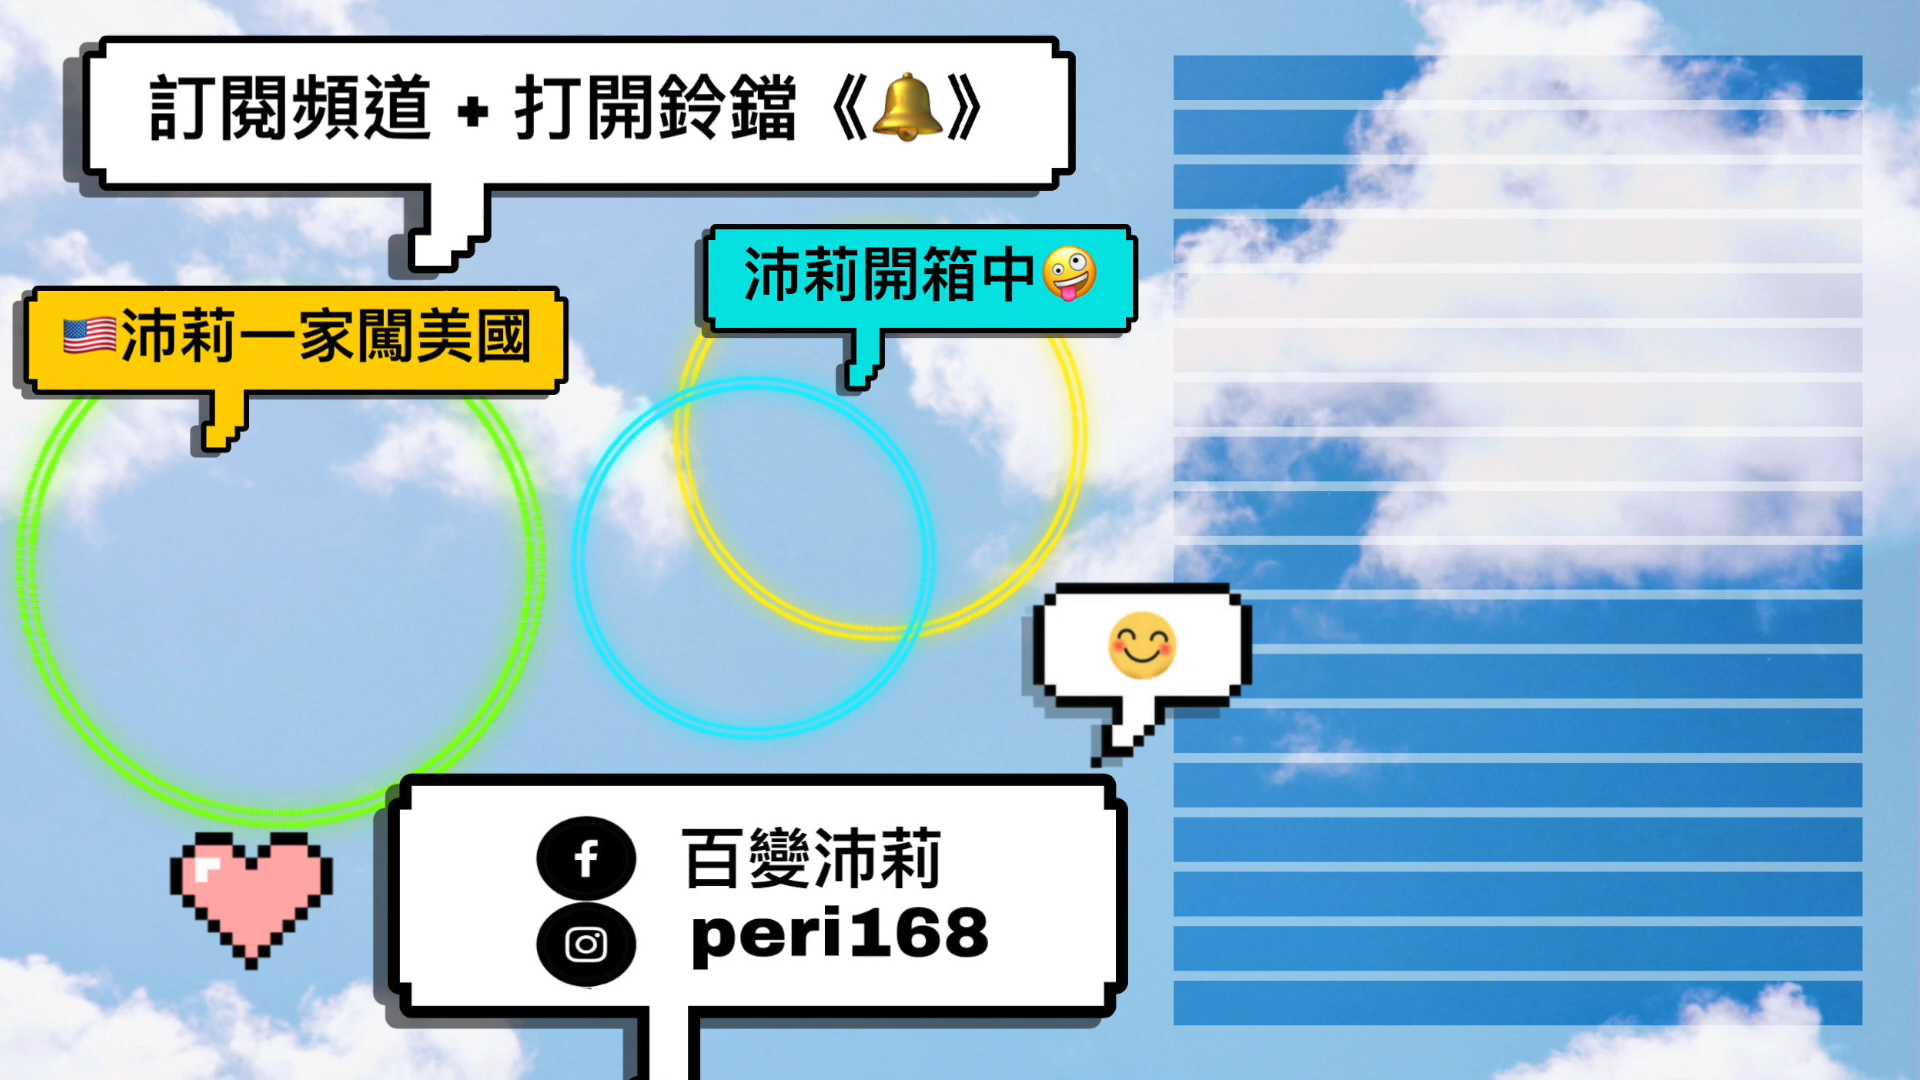 訂閱頻道 + 打開鈴鐺《🔔》
沛莉開箱中🤪
🇺🇸沛莉一家闖美國
😊
百變沛莉
peri168